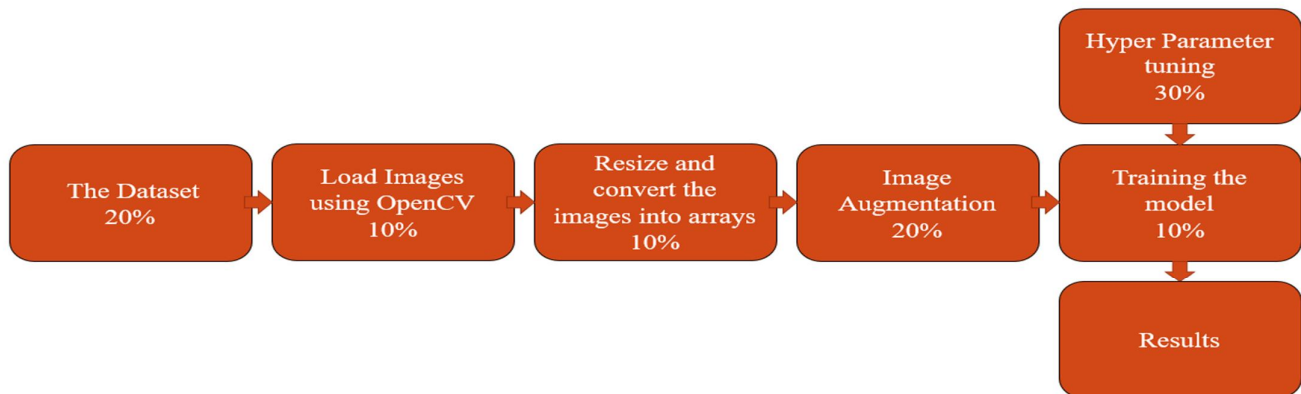 Hyper Parameter
tuning
30%
The Dataset
20%
Load Images
using OpenCV
10%
Resize and
convert the
images into arrays
10%
Image
Augmentation
20%
Training the
model
10%
Results